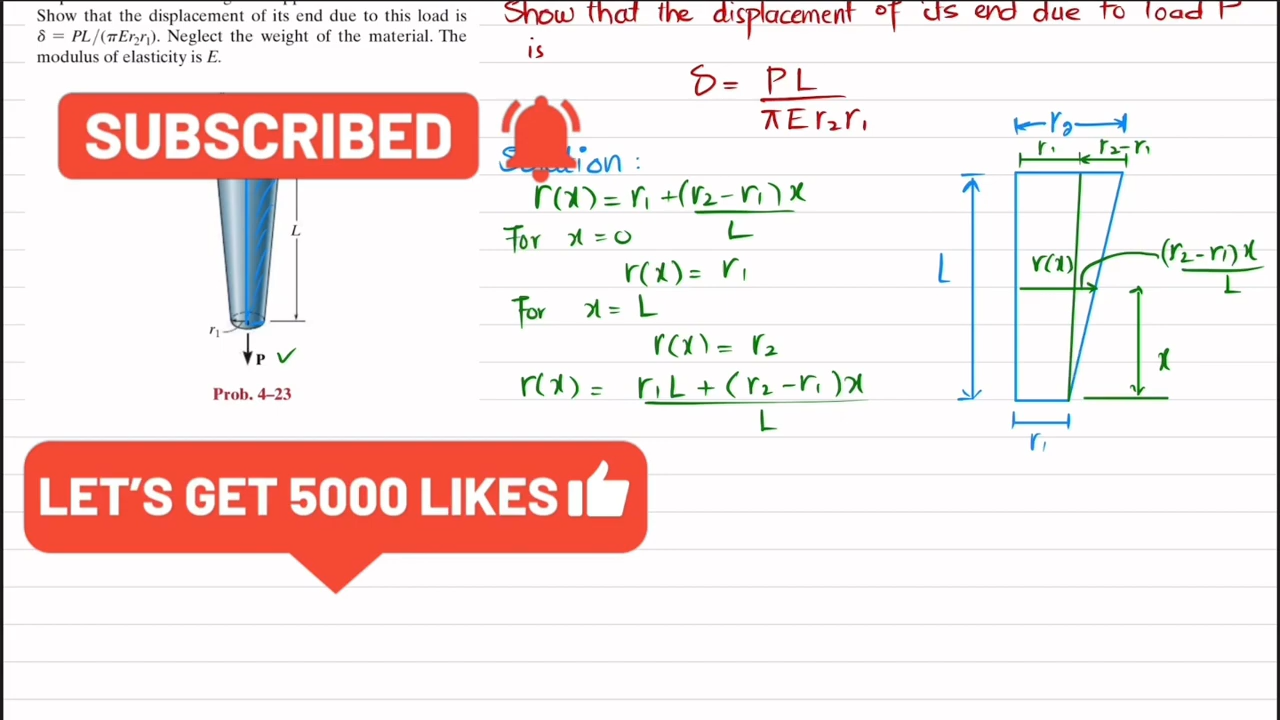 Show that the displacement of its end due to this load is
δ = PL/(πEr₂r₁). Neglect the weight of the material. The
modulus of elasticity is E.
SUBSCRIBED
L
r₁
P ✓
Prob. 4–23
LET'S GET 5000 LIKES
Show that the displacement of its end due to load P
is
δ = PL / πEr₂r₁
Solution :
r(x) = r₁ + (r₂ – r₁)x / L
For x = 0
r(x) = r₁
For x = L
r(x) = r₂
r(x) = r₁L + (r₂ – r₁)x / L
r₂
r₁ r₂–r₁
L
r(x)
(r₂–r₁)x / L
x
r₁